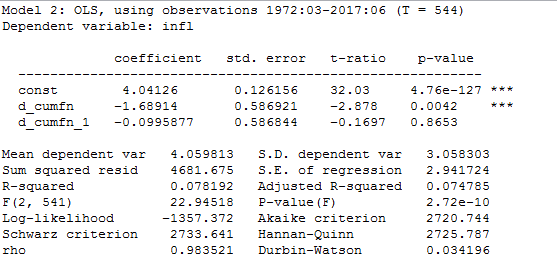 Model 2: OLS, using observations 1972:03-2017:06 (T = 544)
Dependent variable: infl
coefficient std. error t-ratio p-value
---------------------------------------------------------
const 4.04126 0.126156 32.03 4.76e-127 ***
d_cumfn -1.68914 0.586921 -2.878 0.0042 ***
d_cumfn_1 -0.0995877 0.586844 -0.1697 0.8653
Mean dependent var 4.059813 S.D. dependent var 3.058303
Sum squared resid 4681.675 S.E. of regression 2.941724
R-squared 0.078192 Adjusted R-squared 0.074785
F(2, 541) 22.94518 P-value(F) 2.72e-10
Log-likelihood -1357.372 Akaike criterion 2720.744
Schwarz criterion 2733.641 Hannan-Quinn 2725.787
rho 0.983521 Durbin-Watson 0.034196